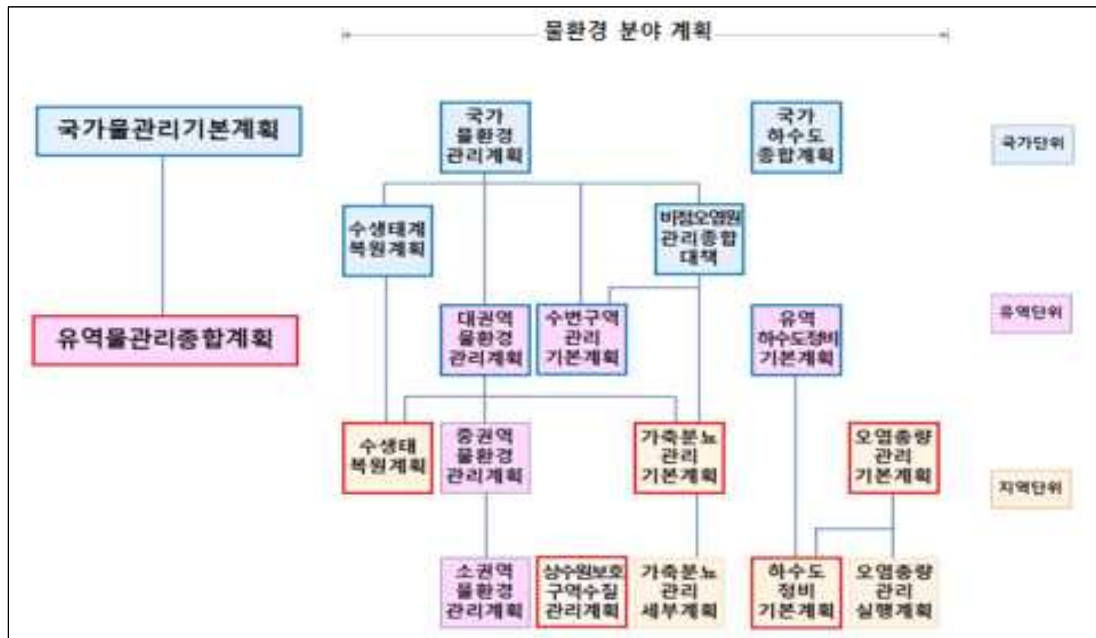 물환경 분야 계획
국가물관리기본계획
국가
물환경
관리계획
국가
하수도
종합계획
국가단위
수생태계
복원계획
비점오염원
관리종합
대책
유역물관리종합계획
대권역
물환경
관리계획
수변구역
관리
기본계획
유역
하수도정비
기본계획
유역단위
수생태
복원계획
중권역
물환경
관리계획
가축분뇨
관리
기본계획
오염총량
관리
기본계획
지역단위
소권역
물환경
관리계획
상수원보호
구역수질
관리계획
가축분뇨
관리
세부계획
하수도
정비
기본계획
오염총량
관리
실행계획